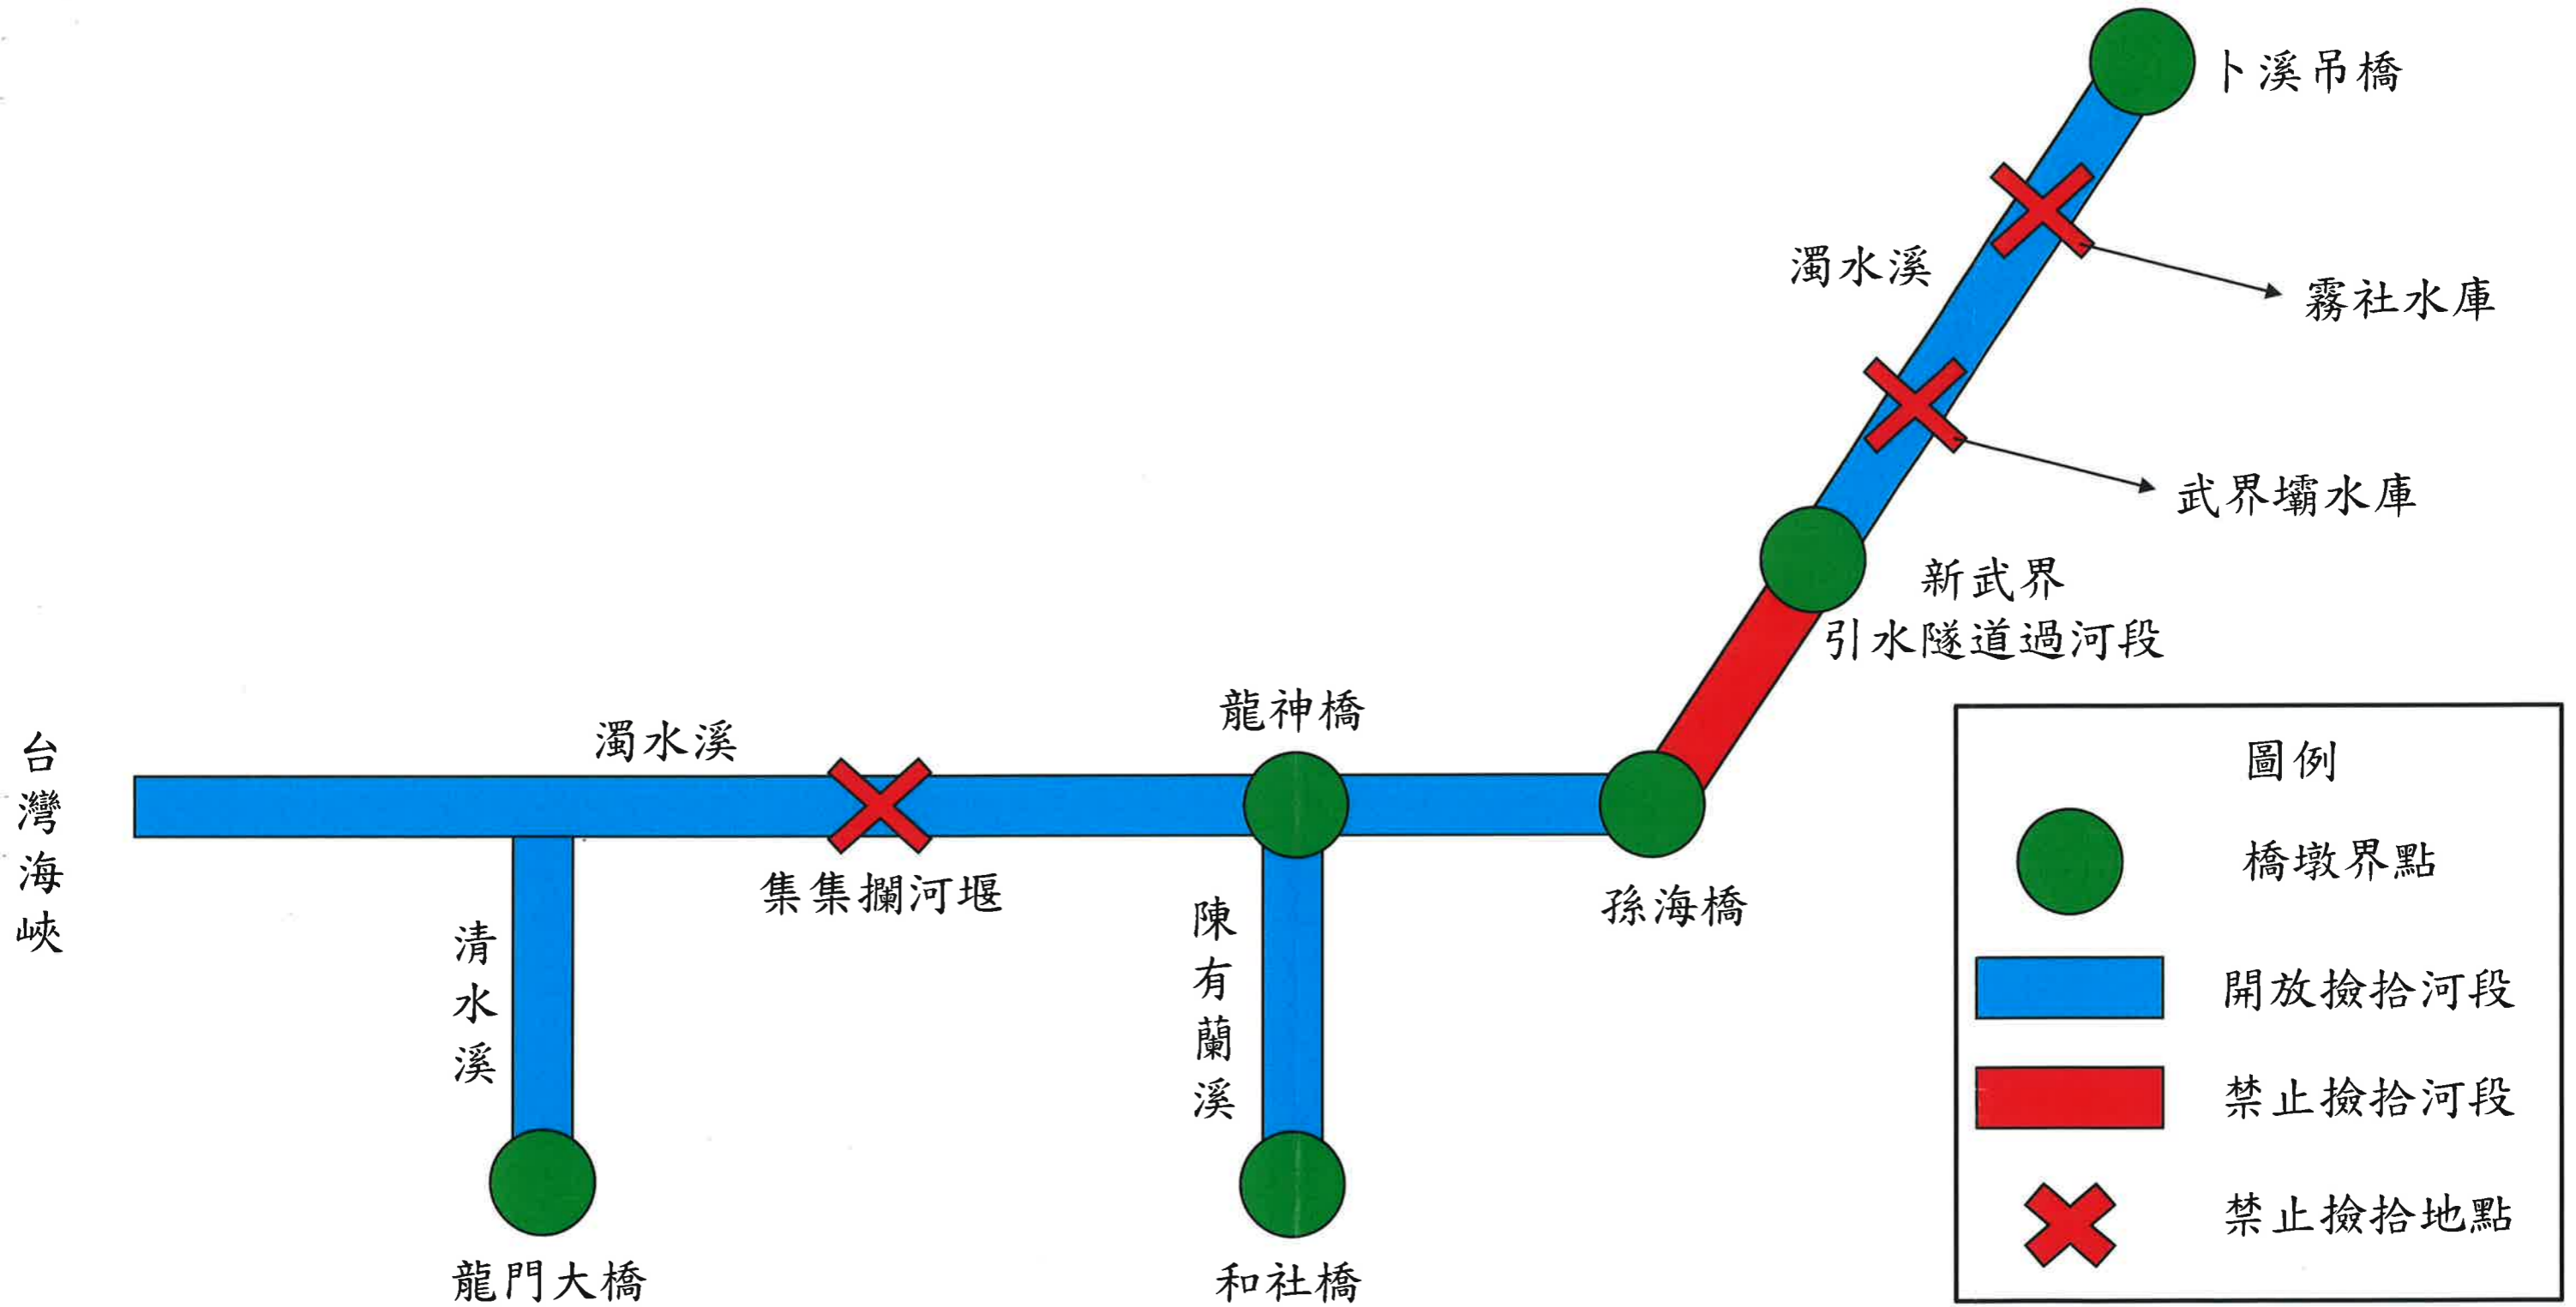 卜溪吊橋
濁水溪
霧社水庫
武界壩水庫
新武界
引水隧道過河段
龍神橋
濁水溪
台灣海峽
集集攔河堰
孫海橋
清水溪
陳有蘭溪
龍門大橋
和社橋
圖例
橋墩界點
開放撿拾河段
禁止撿拾河段
禁止撿拾地點